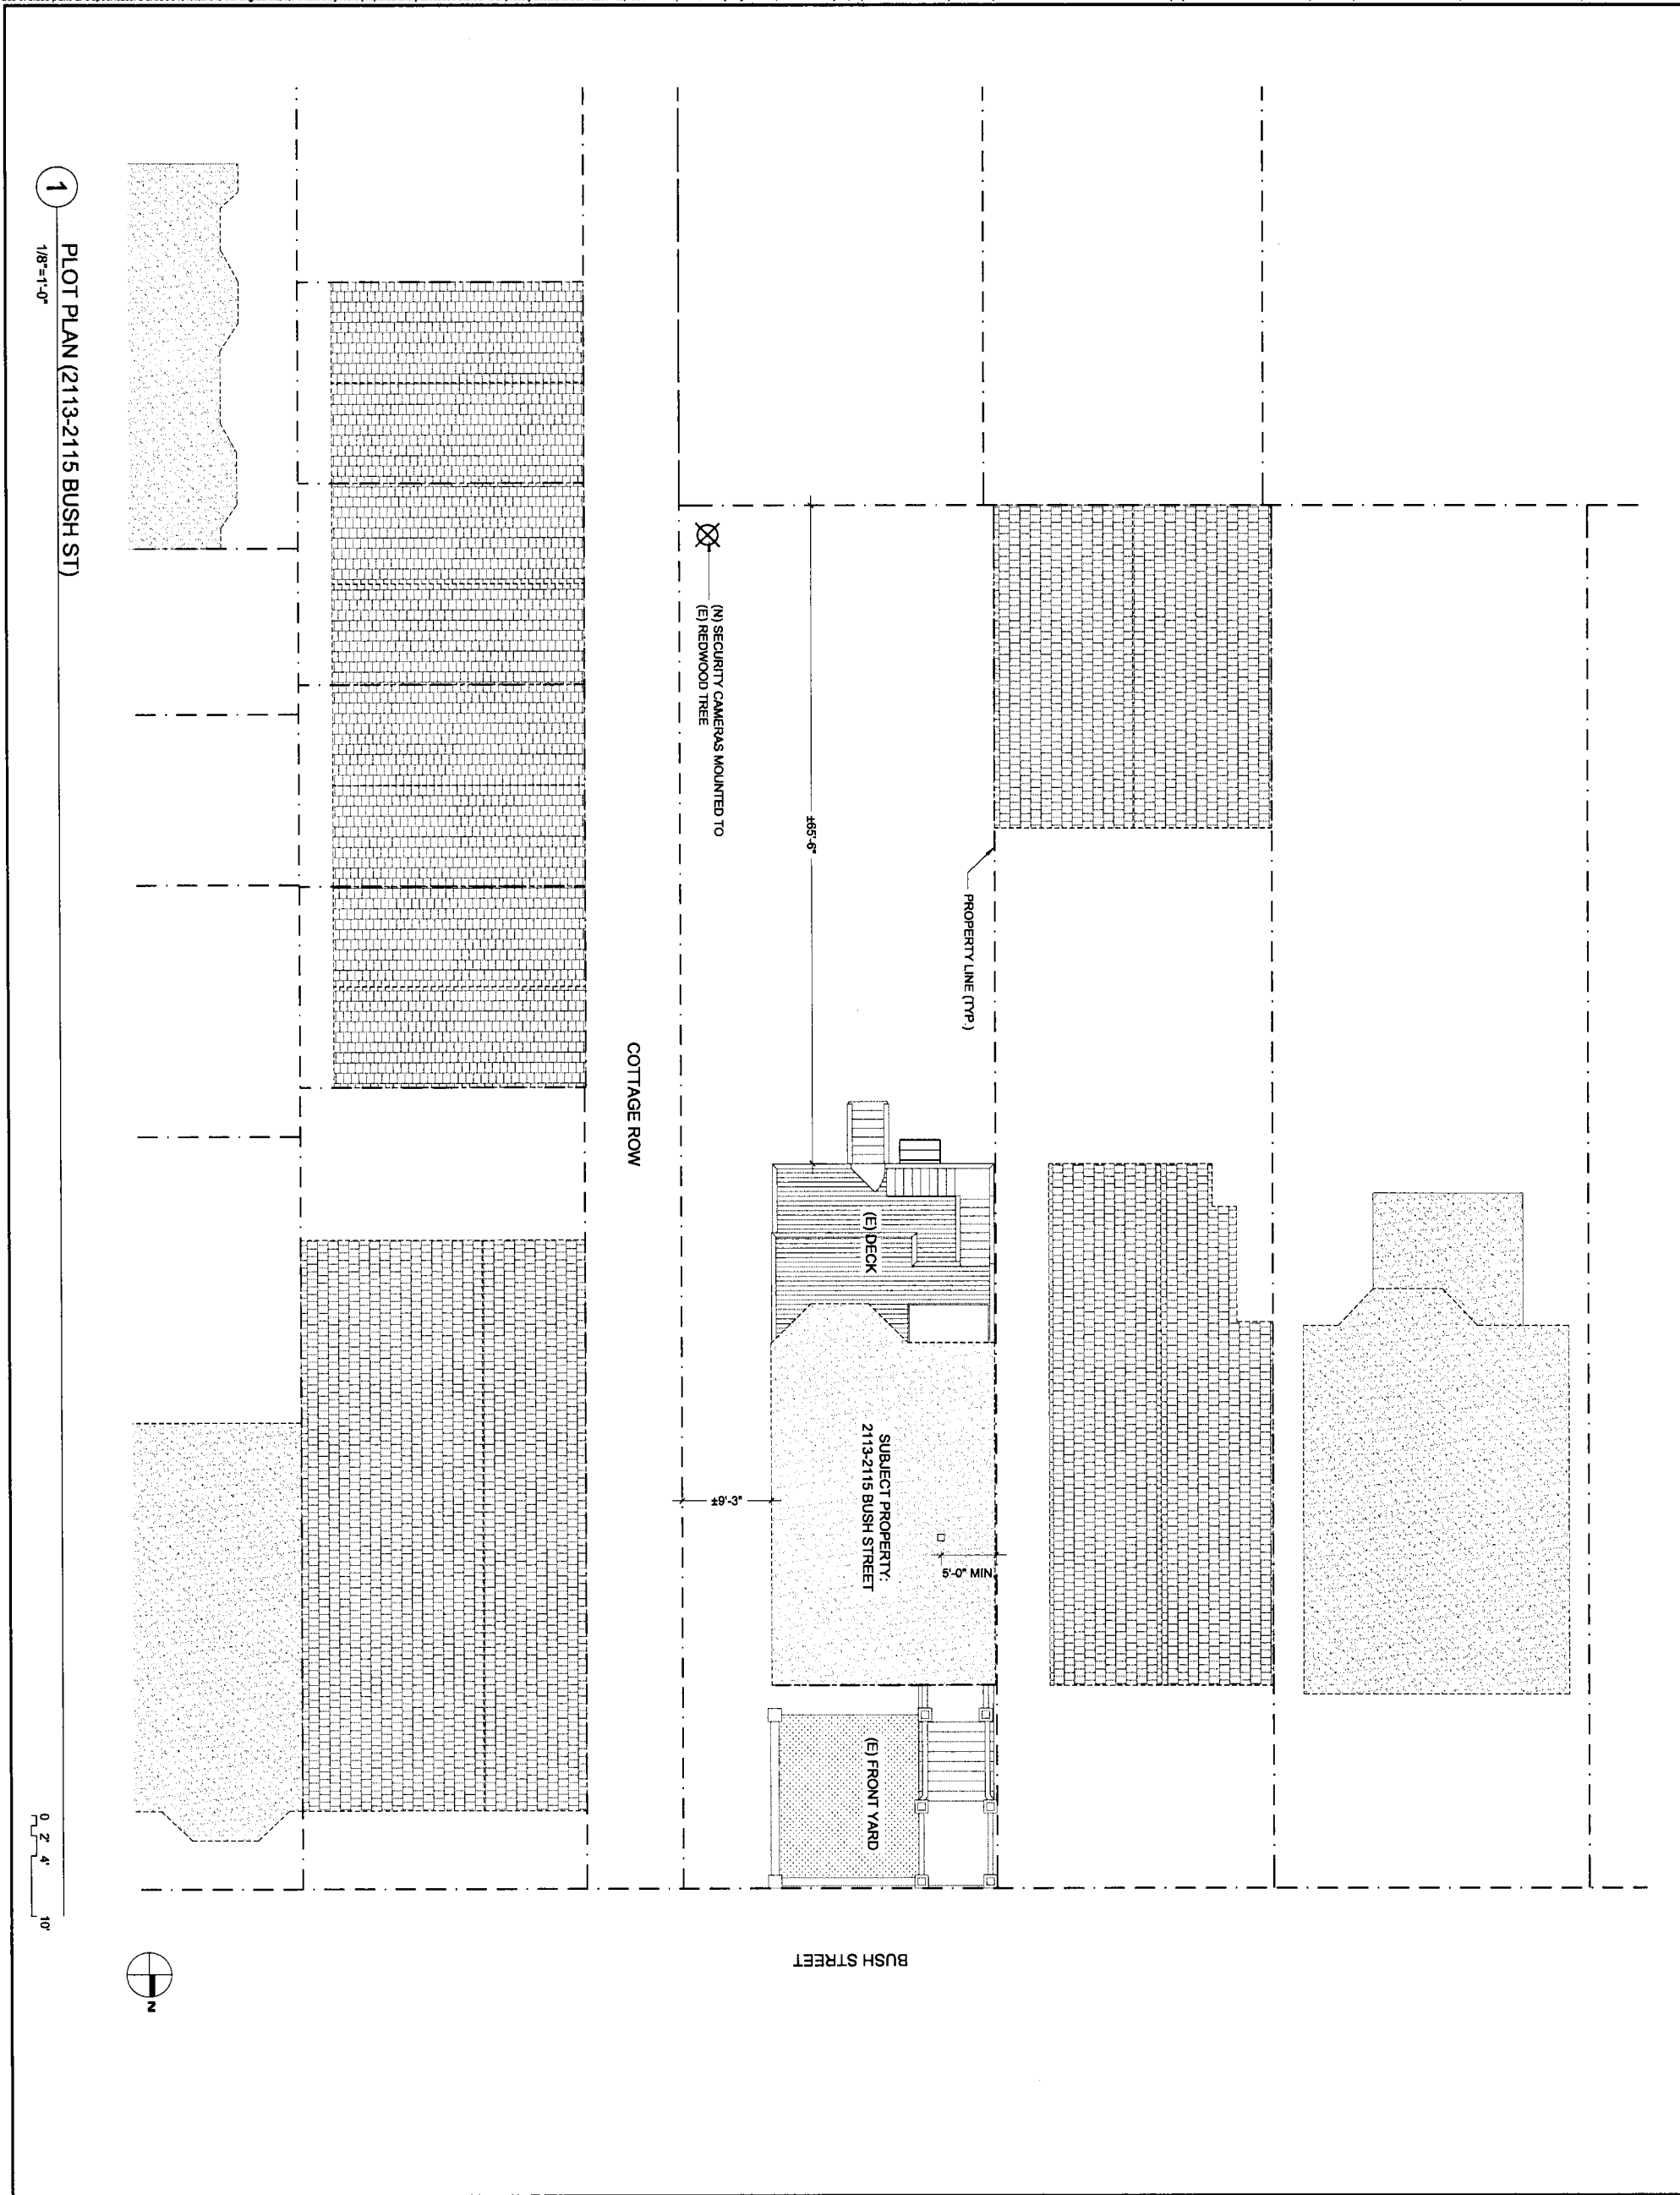 1
PLOT PLAN (2113-2115 BUSH ST)
1/8"=1'-0"
(N) SECURITY CAMERAS MOUNTED TO
(E) REDWOOD TREE
±65'-6"
PROPERTY LINE (TYP.)
COTTAGE ROW
(E) DECK
SUBJECT PROPERTY:
2113-2115 BUSH STREET
±9'-3"
5'-0" MIN
(E) FRONT YARD
BUSH STREET
0 2' 4' 10'
N